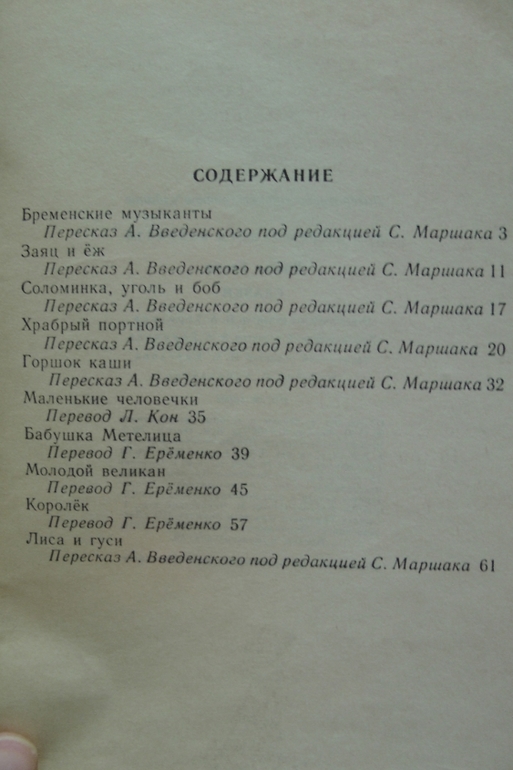 СОДЕРЖАНИЕ
Бременские музыканты
Пересказ А. Введенского под редакцией С. Маршака 3
Заяц и ёж
Пересказ А. Введенского под редакцией С. Маршака 11
Соломинка, уголь и боб
Пересказ А. Введенского под редакцией С. Маршака 17
Храбрый портной
Пересказ А. Введенского под редакцией С. Маршака 20
Горшок каши
Пересказ А. Введенского под редакцией С. Маршака 32
Маленькие человечки
Перевод Л. Кон 35
Бабушка Метелица
Перевод Г. Ерёменко 39
Молодой великан
Перевод Г. Ерёменко 45
Королёк
Перевод Г. Ерёменко 57
Лиса и гуси
Пересказ А. Введенского под редакцией С. Маршака 61